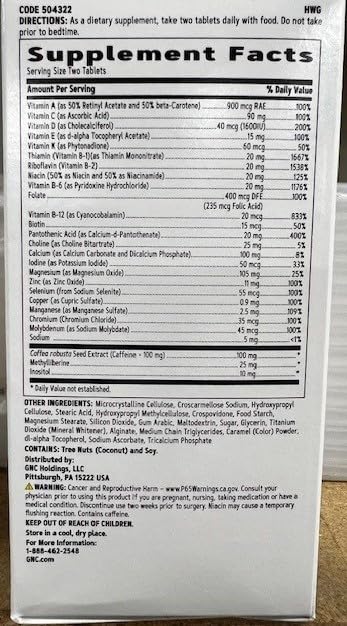 CODE 504322 HWG
DIRECTIONS: As a dietary supplement, take two tablets daily with food. Do not take
prior to bedtime.
Supplement Facts
Serving Size Two Tablets
Amount Per Serving % Daily Value
Vitamin A (as 50% Retinyl Acetate and 50% beta-Carotene) 900 mcg RAE 100%
Vitamin C (as Ascorbic Acid) 90 mg 100%
Vitamin D (as Cholecalciferol) 40 mcg (1600IU) 200%
Vitamin E (as d-alpha Tocopheryl Acetate) 15 mg 100%
Vitamin K (as Phytonadione) 60 mcg 50%
Thiamin (Vitamin B-1)(as Thiamin Mononitrate) 20 mg 1667%
Riboflavin (Vitamin B-2) 20 mg 1538%
Niacin (50% as Niacin and 50% as Niacinamide) 20 mg 125%
Vitamin B-6 (as Pyridoxine Hydrochloride) 20 mg 1176%
Folate 400 mcg DFE 100%
(235 mcg Folic Acid)
Vitamin B-12 (as Cyanocobalamin) 20 mcg 833%
Biotin 15 mcg 50%
Pantothenic Acid (as Calcium-d-Pantothenate) 20 mg 400%
Choline (as Choline Bitartrate) 25 mg 5%
Calcium (as Calcium Carbonate and Dicalcium Phosphate) 100 mg 8%
Iodine (as Potassium Iodide) 50 mcg 33%
Magnesium (as Magnesium Oxide) 105 mg 25%
Zinc (as Zinc Oxide) 11 mg 100%
Selenium (from Sodium Selenite) 55 mcg 100%
Copper (as Cupric Sulfate) 0.9 mg 100%
Manganese (as Manganese Sulfate) 2.5 mg 109%
Chromium (Chromium Chloride) 35 mcg 100%
Molybdenum (as Sodium Molybdate) 45 mcg 100%
Sodium 5 mg <1%
Coffea robusta Seed Extract (Caffeine - 100 mg) 100 mg *
Methylliberine 25 mg *
Inositol 10 mg *
* Daily Value not established.
OTHER INGREDIENTS: Microcrystalline Cellulose, Croscarmellose Sodium, Hydroxypropyl
Cellulose, Stearic Acid, Hydroxypropyl Methylcellulose, Crospovidone, Food Starch,
Magnesium Stearate, Silicon Dioxide, Gum Arabic, Maltodextrin, Sugar, Glycerin, Titanium
Dioxide (Mineral Whitener), Alginate, Medium Chain Triglycerides, Caramel (Color) Powder,
dl-alpha Tocopherol, Sodium Ascorbate, Tricalcium Phosphate
CONTAINS: Tree Nuts (Coconut) and Soy.
Distributed by:
GNC Holdings, LLC
Pittsburgh, PA 15222 USA
WARNING: Cancer and Reproductive Harm - www.P65Warnings.ca.gov. Consult your
physician prior to using this product if you are pregnant, nursing, taking medication or have a
medical condition. Discontinue use two weeks prior to surgery. Niacin may cause a temporary
flushing reaction. Contains caffeine.
KEEP OUT OF REACH OF CHILDREN.
Store in a cool, dry place.
For More Information:
1-888-462-2548
GNC.com